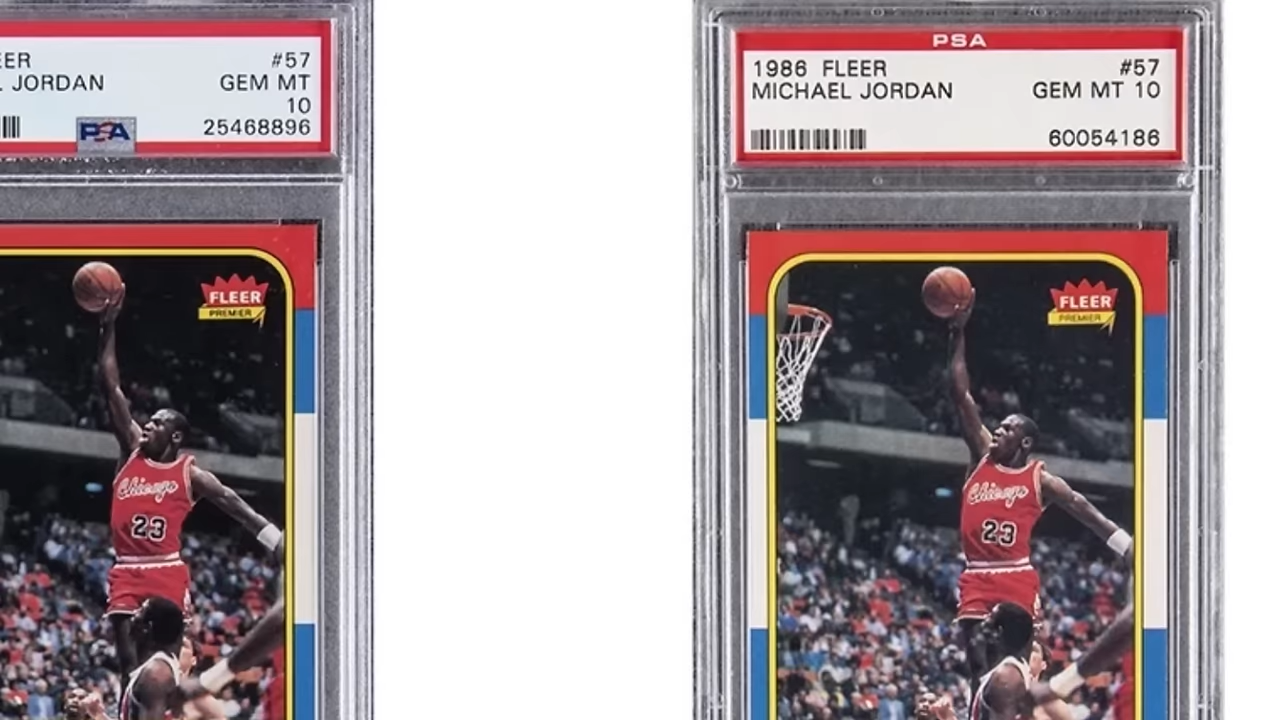 EER
#57
L JORDAN
GEM MT
10
PSA
25468896
FLEER
PREMIER
Chicago
23
PSA
1986 FLEER
#57
MICHAEL JORDAN
GEM MT 10
60054186
FLEER
PREMIER
Chicago
23